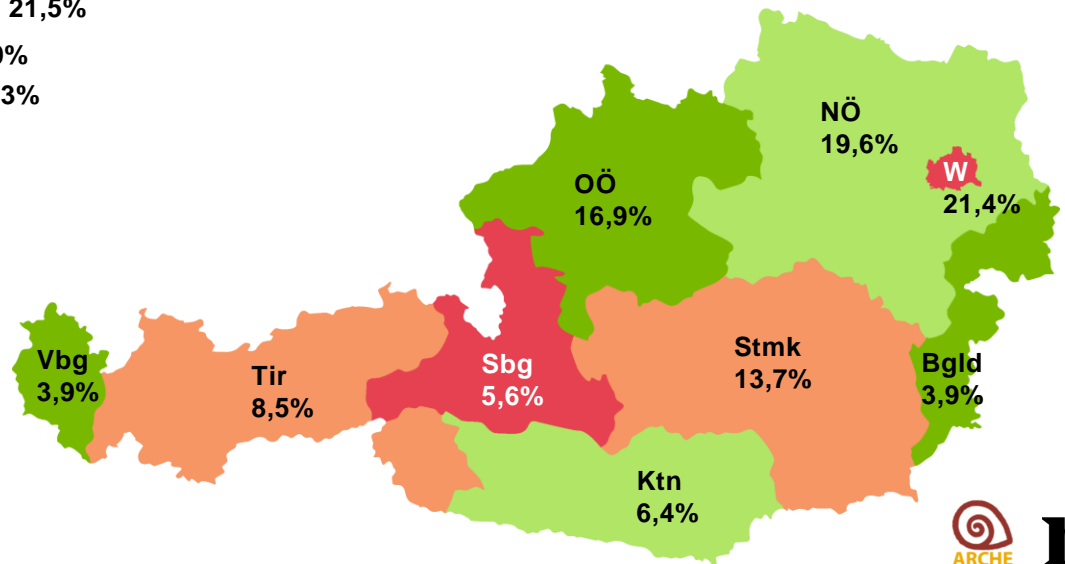 21,5%
NÖ
19,6%
W
21,4%
OÖ
16,9%
Vbg
3,9%
Tir
8,5%
Sbg
5,6%
Stmk
13,7%
Bgld
3,9%
Ktn
6,4%
ARCHE